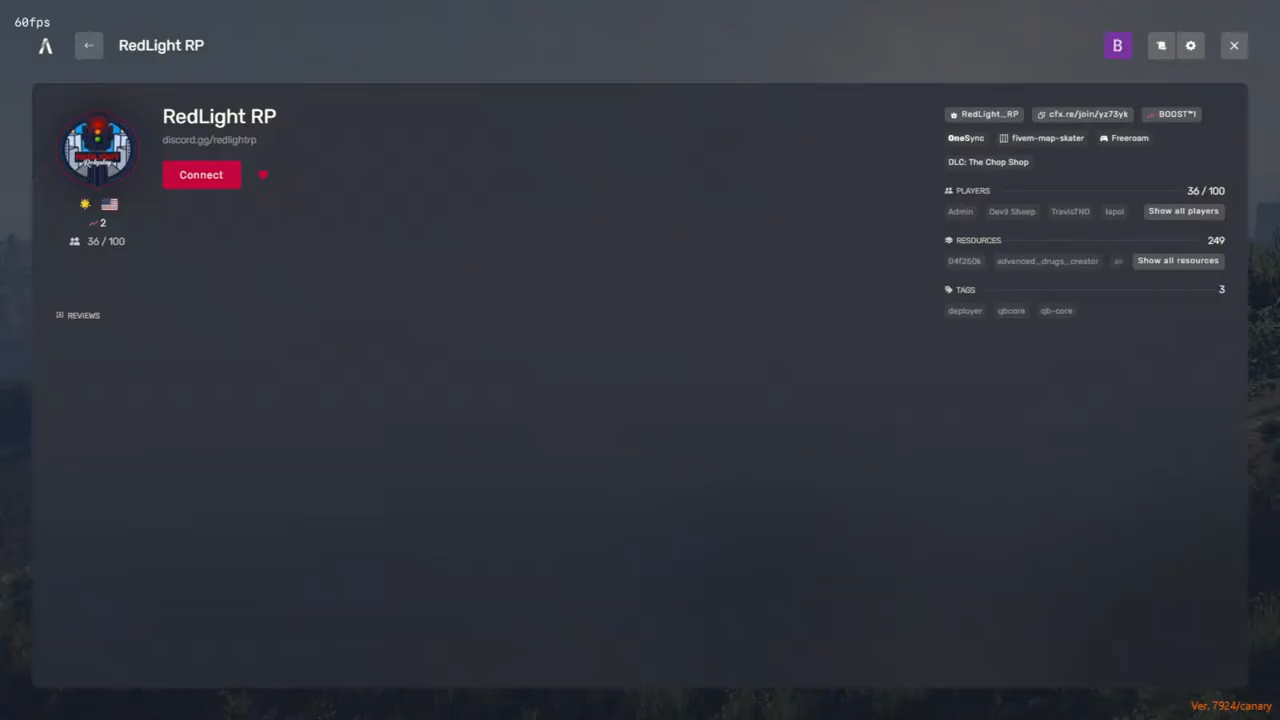 60fps
RedLight RP
B
RedLight RP
discord.gg/redlightrp
Connect
2
36 / 100
REVIEWS
RedLight_RP
cfx.re/join/yz73yk
BOOST™!
OneSync
fivem-map-skater
Freeroam
DLC: The Chop Shop
PLAYERS
36 / 100
Admin
Devil Sheep
TravisTNO
Show all players
RESOURCES
249
04f250k
advanced_drugs_creator
Show all resources
TAGS
3
deployer
qbcore
qb-core
Ver. 7924/canary